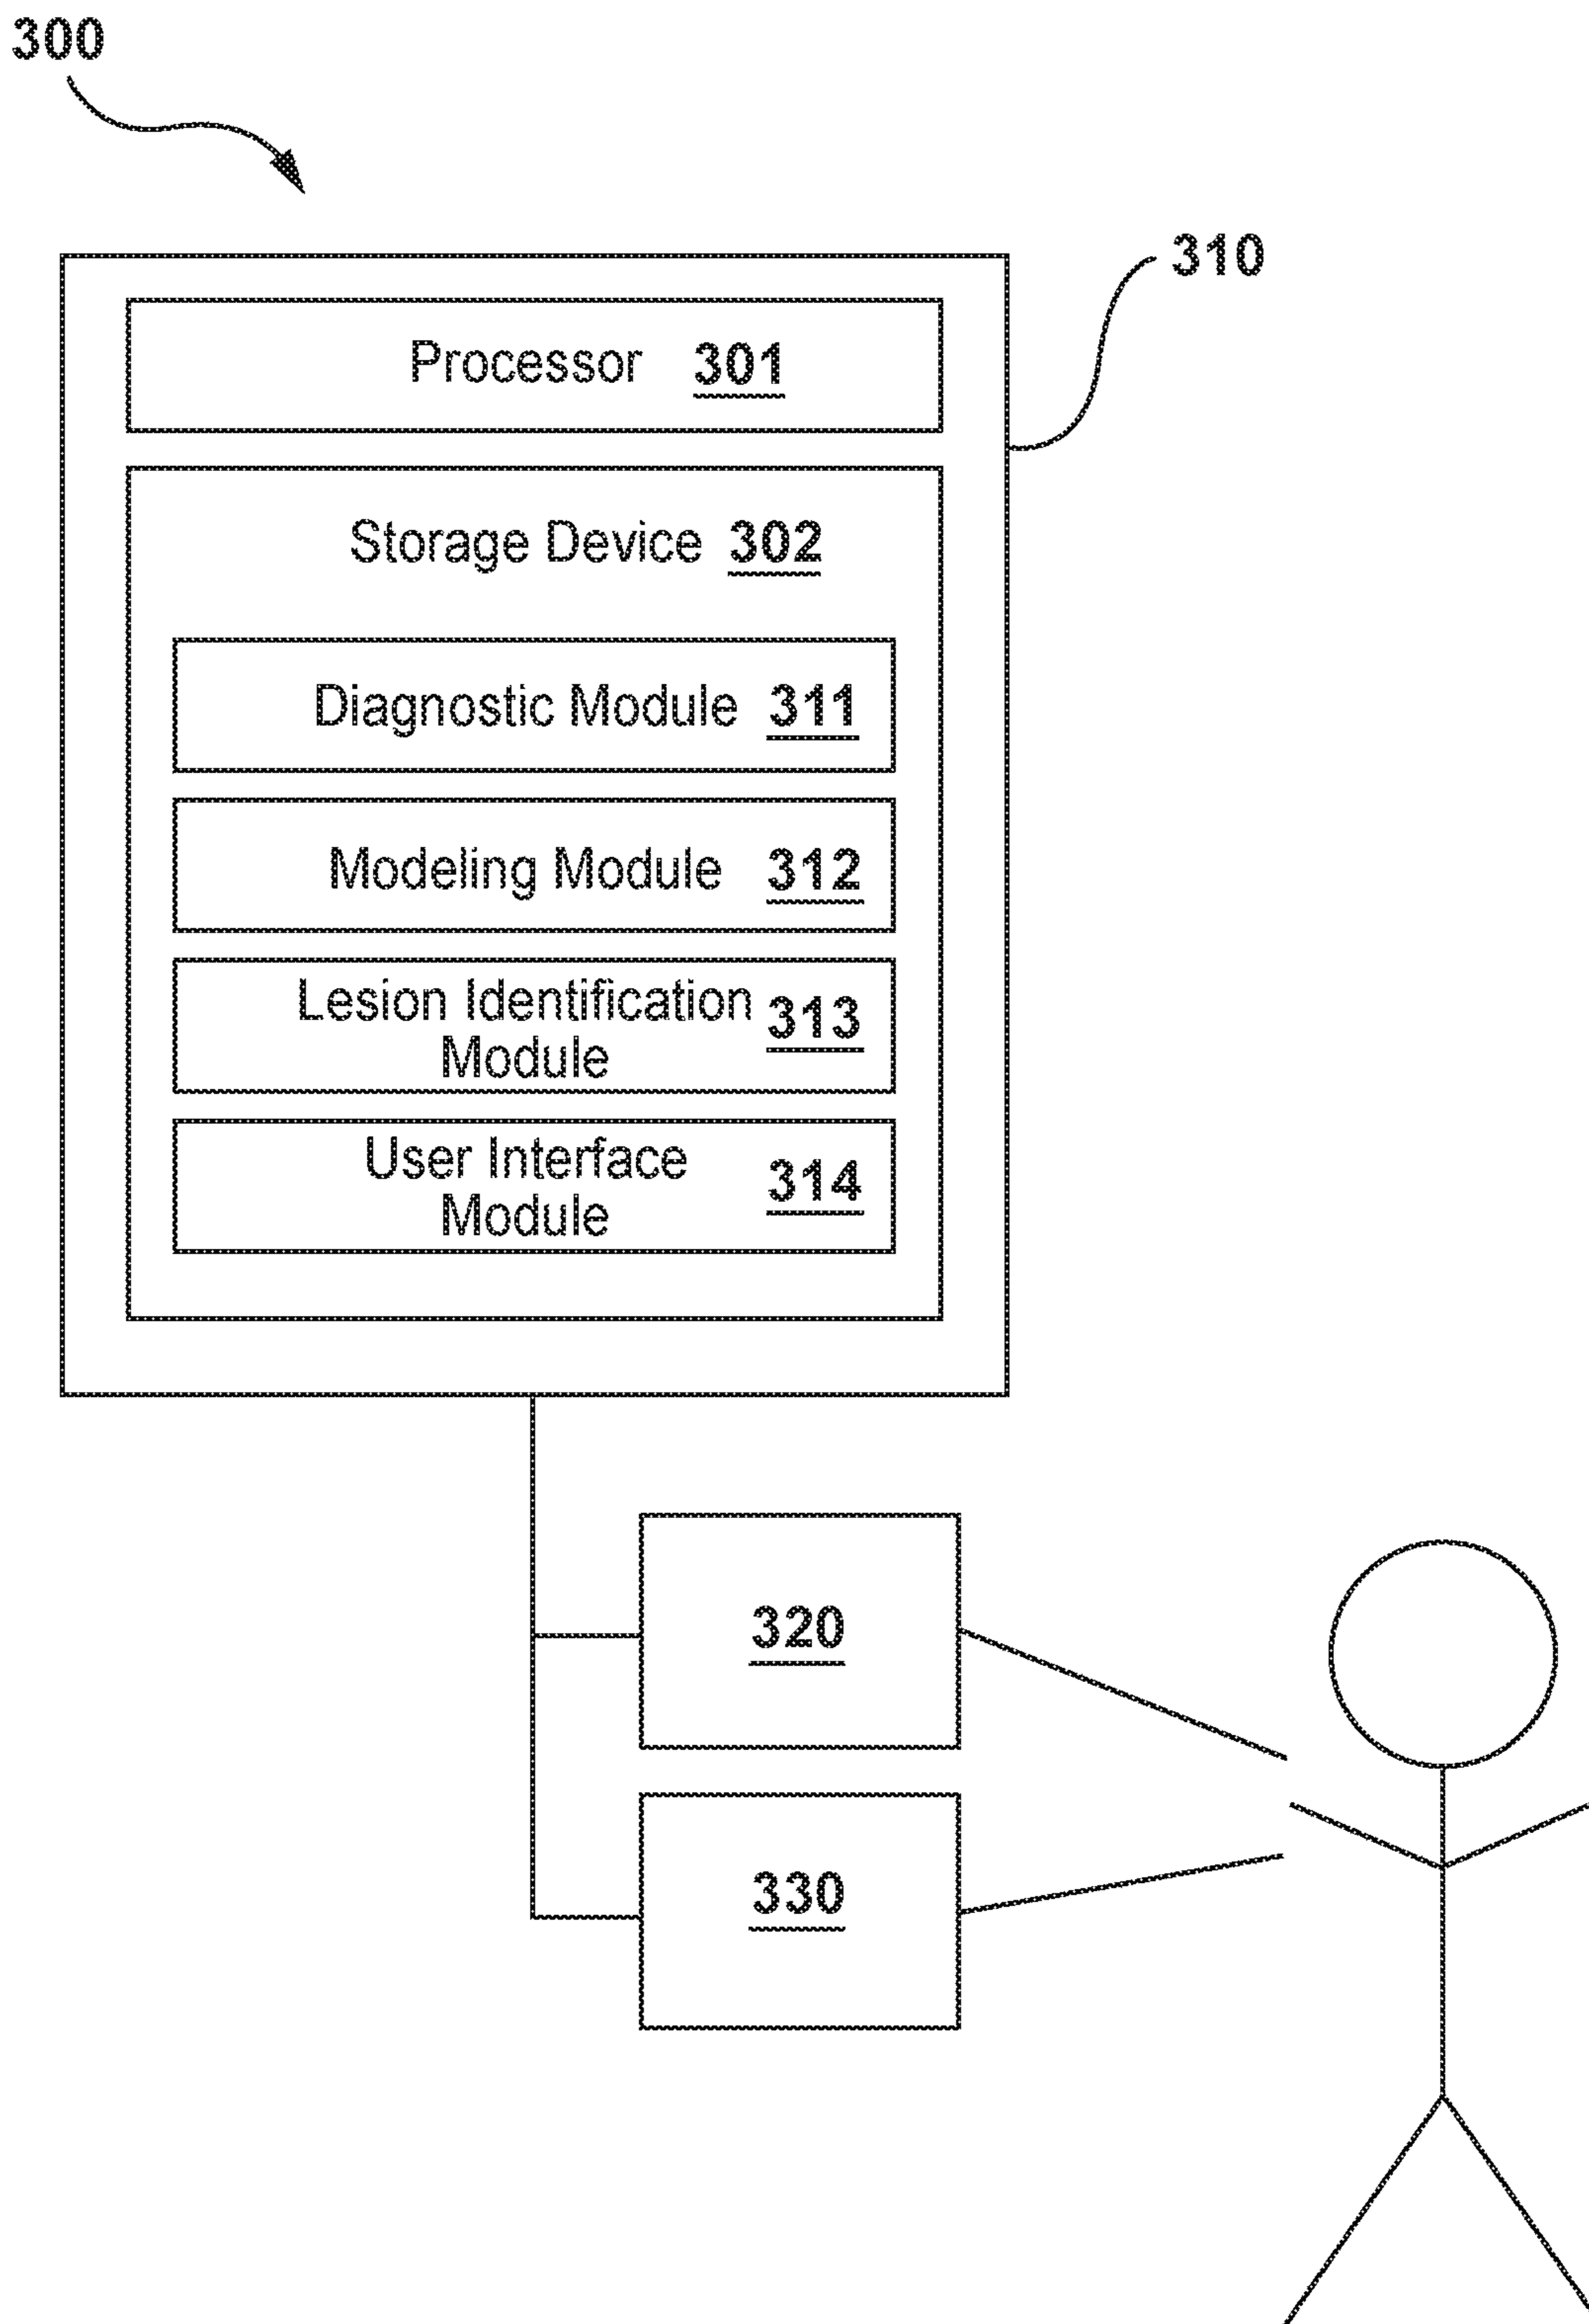 300
310
Processor 301
Storage Device 302
Diagnostic Module 311
Modeling Module 312
Lesion Identification 313
Module
User Interface 314
Module
320
330